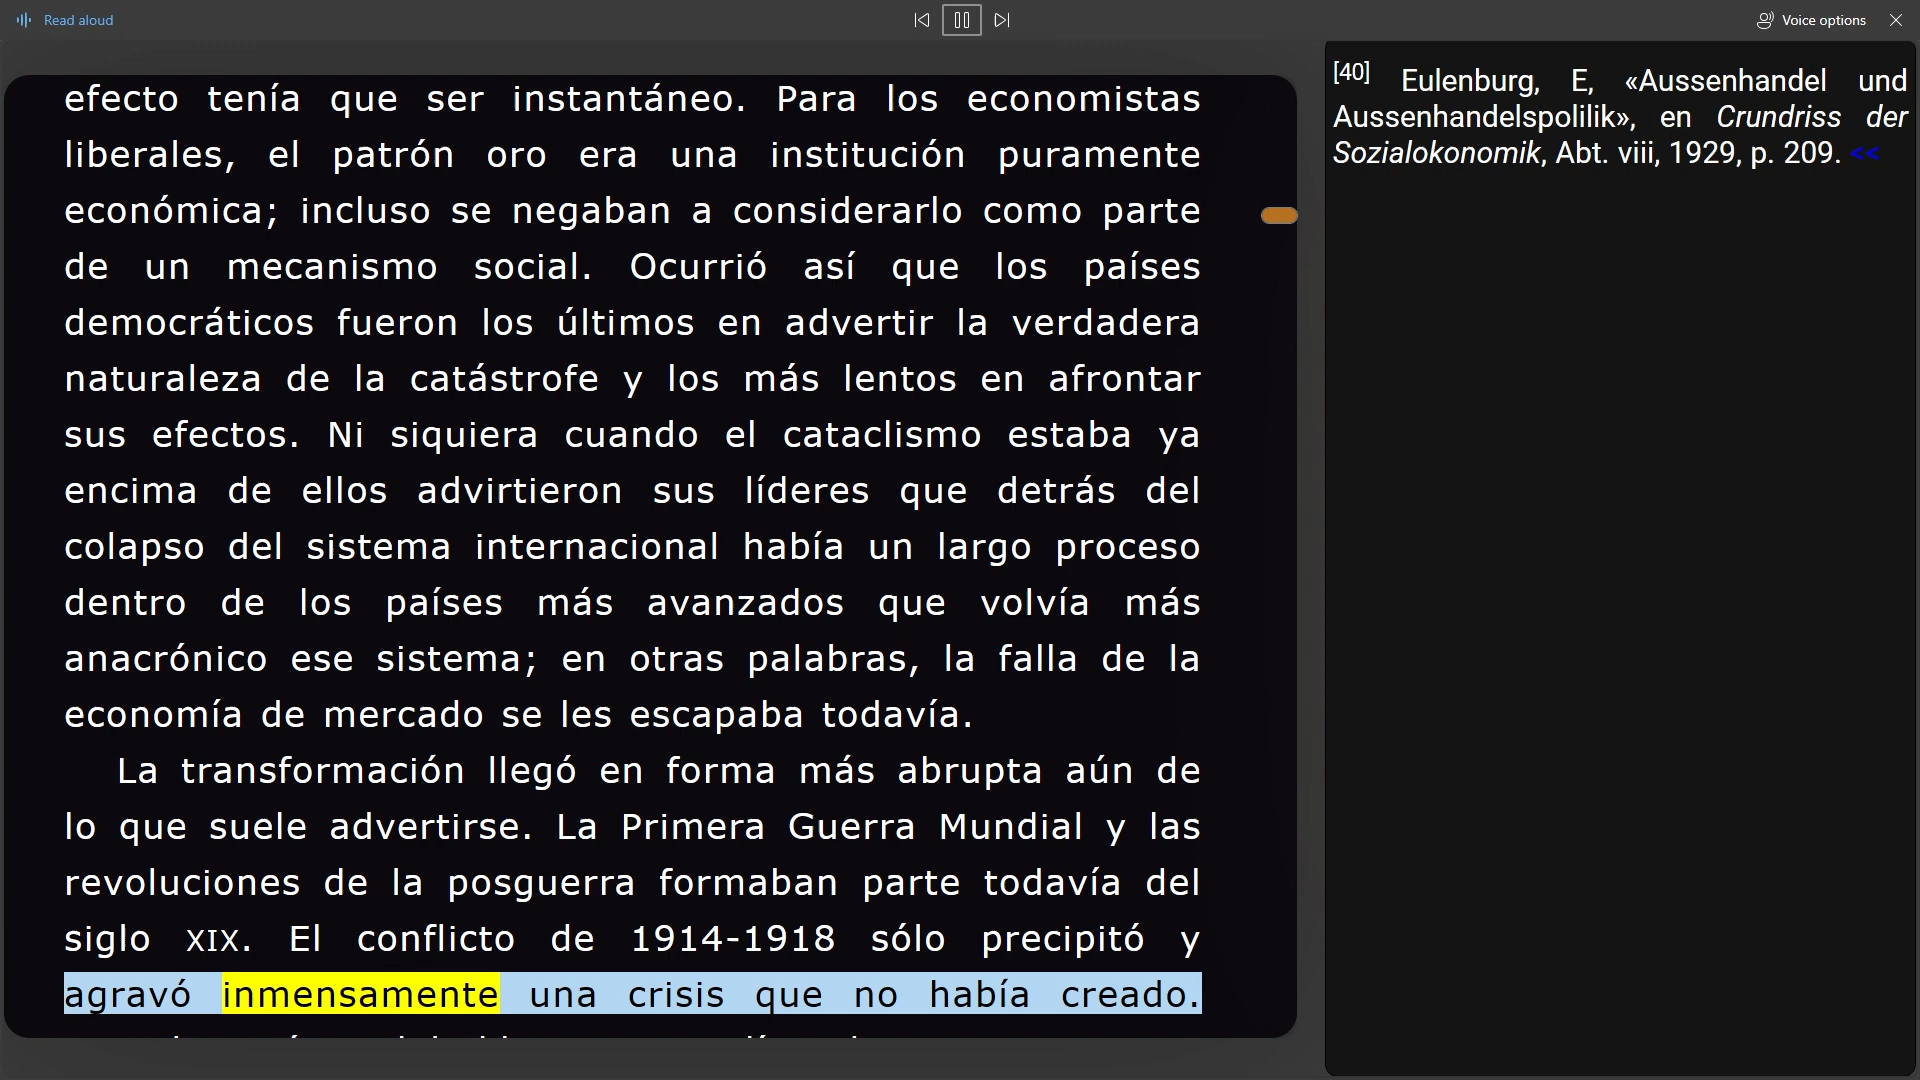 Read aloud
Voice options
efecto tenía que ser instantáneo. Para los economistas
liberales, el patrón oro era una institución puramente
económica; incluso se negaban a considerarlo como parte
de un mecanismo social. Ocurrió así que los países
democráticos fueron los últimos en advertir la verdadera
naturaleza de la catástrofe y los más lentos en afrontar
sus efectos. Ni siquiera cuando el cataclismo estaba ya
encima de ellos advirtieron sus líderes que detrás del
colapso del sistema internacional había un largo proceso
dentro de los países más avanzados que volvía más
anacrónico ese sistema; en otras palabras, la falla de la
economía de mercado se les escapaba todavía.
La transformación llegó en forma más abrupta aún de
lo que suele advertirse. La Primera Guerra Mundial y las
revoluciones de la posguerra formaban parte todavía del
siglo XIX. El conflicto de 1914-1918 sólo precipitó y
agravó inmensamente una crisis que no había creado.
[40] Eulenburg, E, «Aussenhandel und
Aussenhandelspolilik», en Crundriss der
Sozialokonomik, Abt. viii, 1929, p. 209. <<